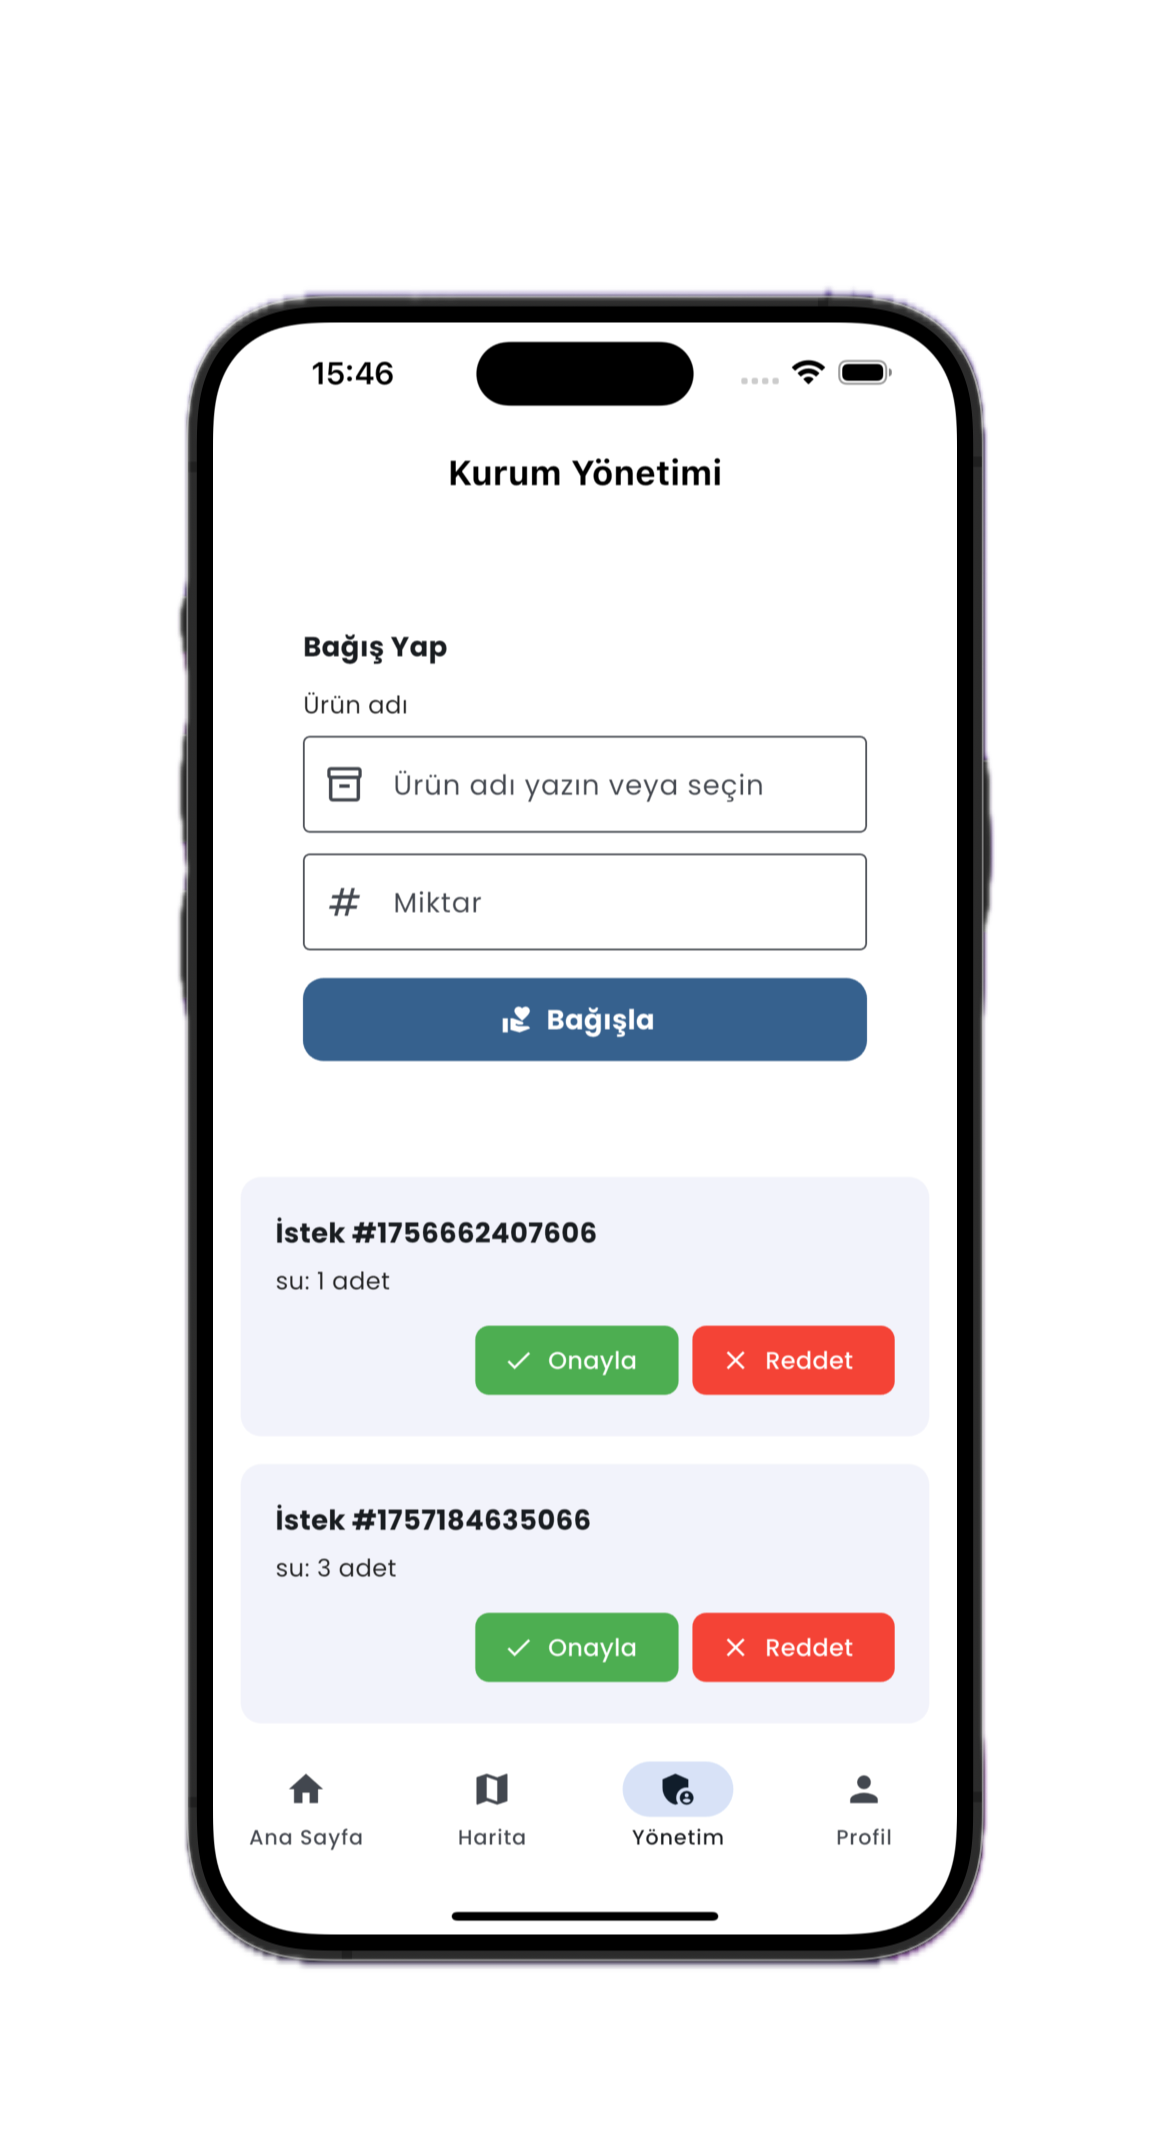 15:46
Kurum Yönetimi
Bağış Yap
Ürün adı
Ürün adı yazın veya seçin
# Miktar
Bağışla
İstek #1756662407606
su: 1 adet
Onayla Reddet
İstek #1757184635066
su: 3 adet
Onayla Reddet
Ana Sayfa Harita Yönetim Profil